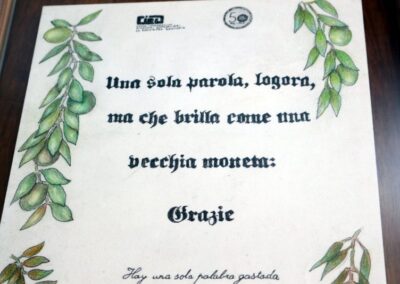 Una sola parola, logora,
ma che brilla come una
vecchia moneta:
Grazie
Hay una sola palabra gastada